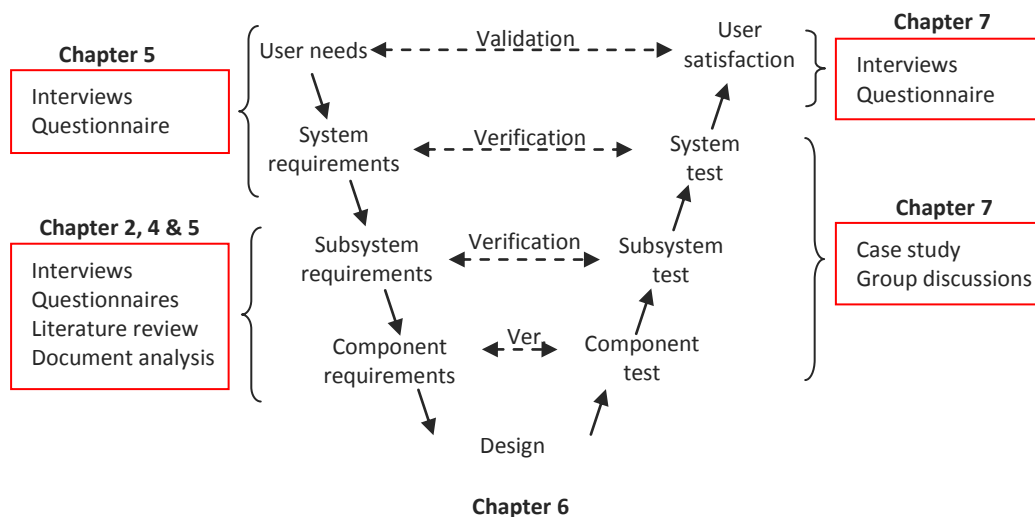 Chapter 5
Interviews
Questionnaire
Chapter 2, 4 & 5
Interviews
Questionnaires
Literature review
Document analysis
User needs
Validation
User
satisfaction
System
requirements
Verification
System
test
Subsystem
requirements
Verification
Subsystem
test
Component
requirements
Ver.
Component
test
Design
Chapter 6
Chapter 7
Interviews
Questionnaire
Chapter 7
Case study
Group discussions